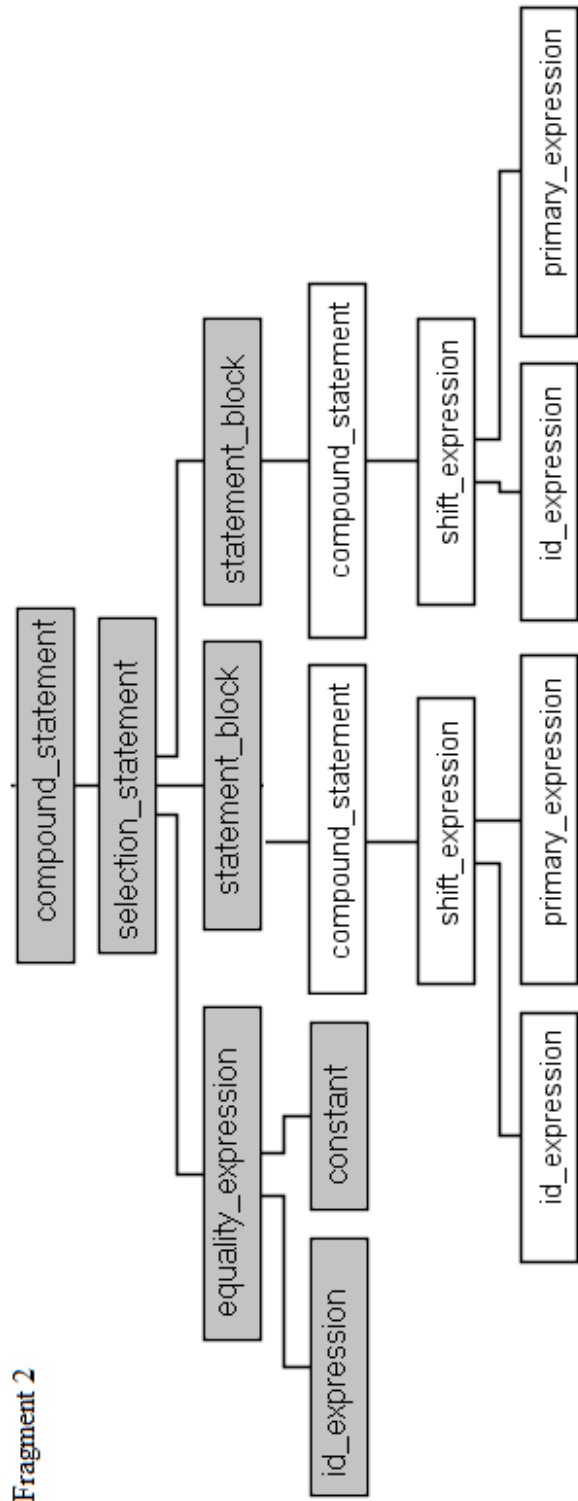 Fragment 2
compound_statement
selection_statement
equality_expression
statement_block
statement_block
id_expression
constant
compound_statement
compound_statement
shift_expression
shift_expression
id_expression
primary_expression
id_expression
primary_expression